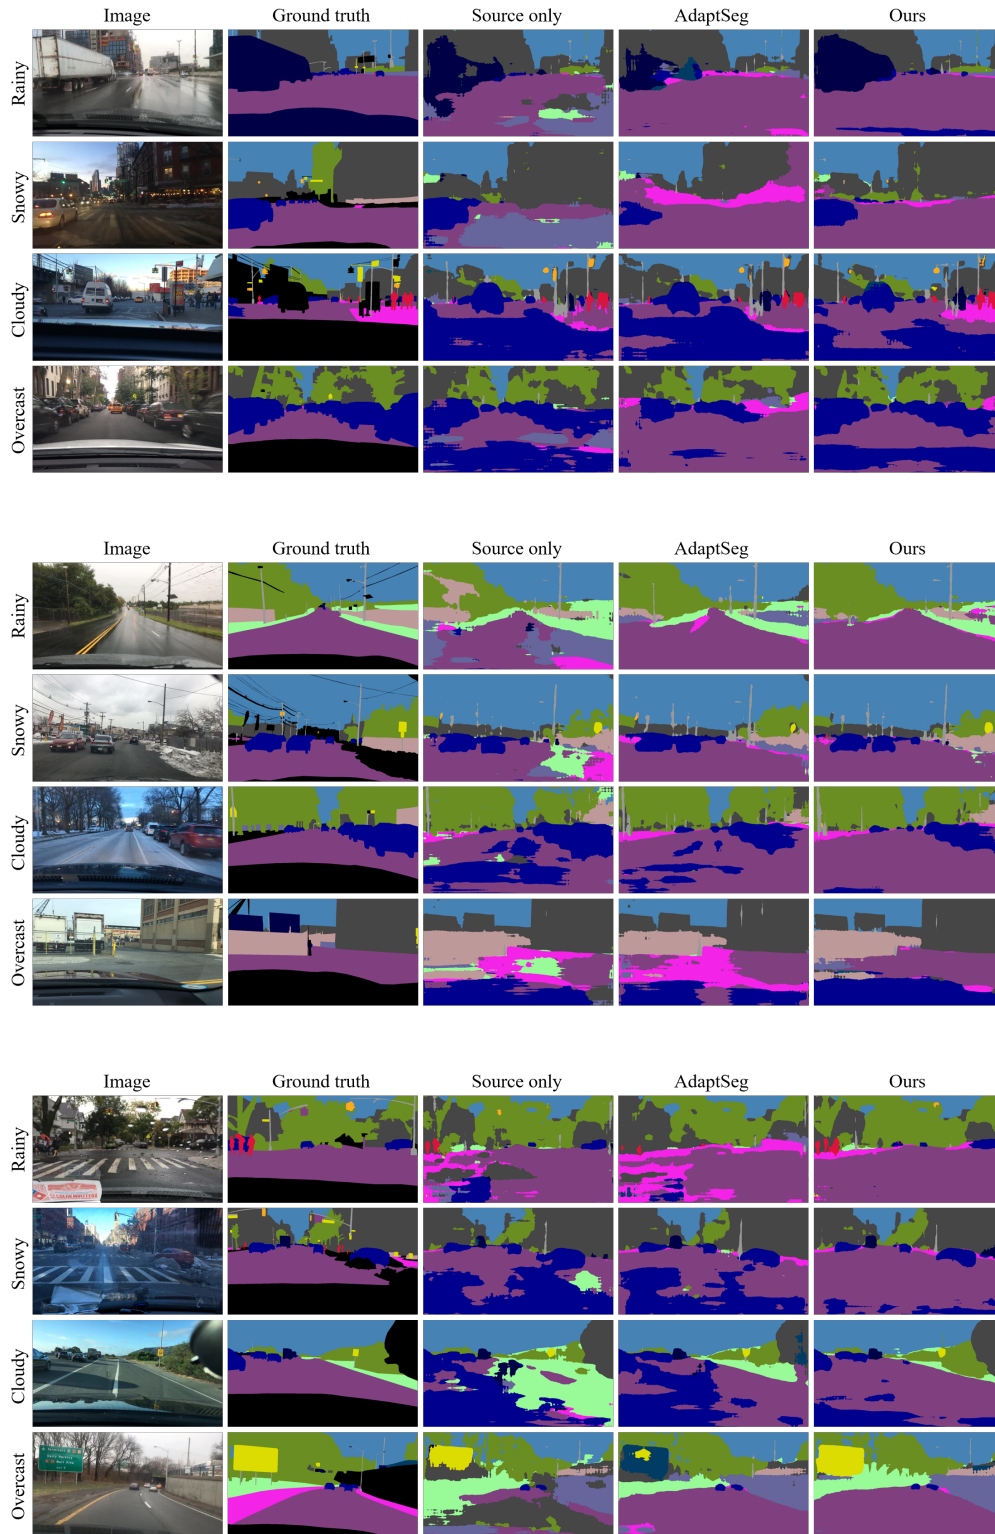 Image Ground truth Source only AdaptSeg Ours
Rainy
Snowy
Cloudy
Overcast
Image Ground truth Source only AdaptSeg Ours
Rainy
Snowy
Cloudy
Overcast
Image Ground truth Source only AdaptSeg Ours
Rainy
Snowy
Cloudy
Overcast